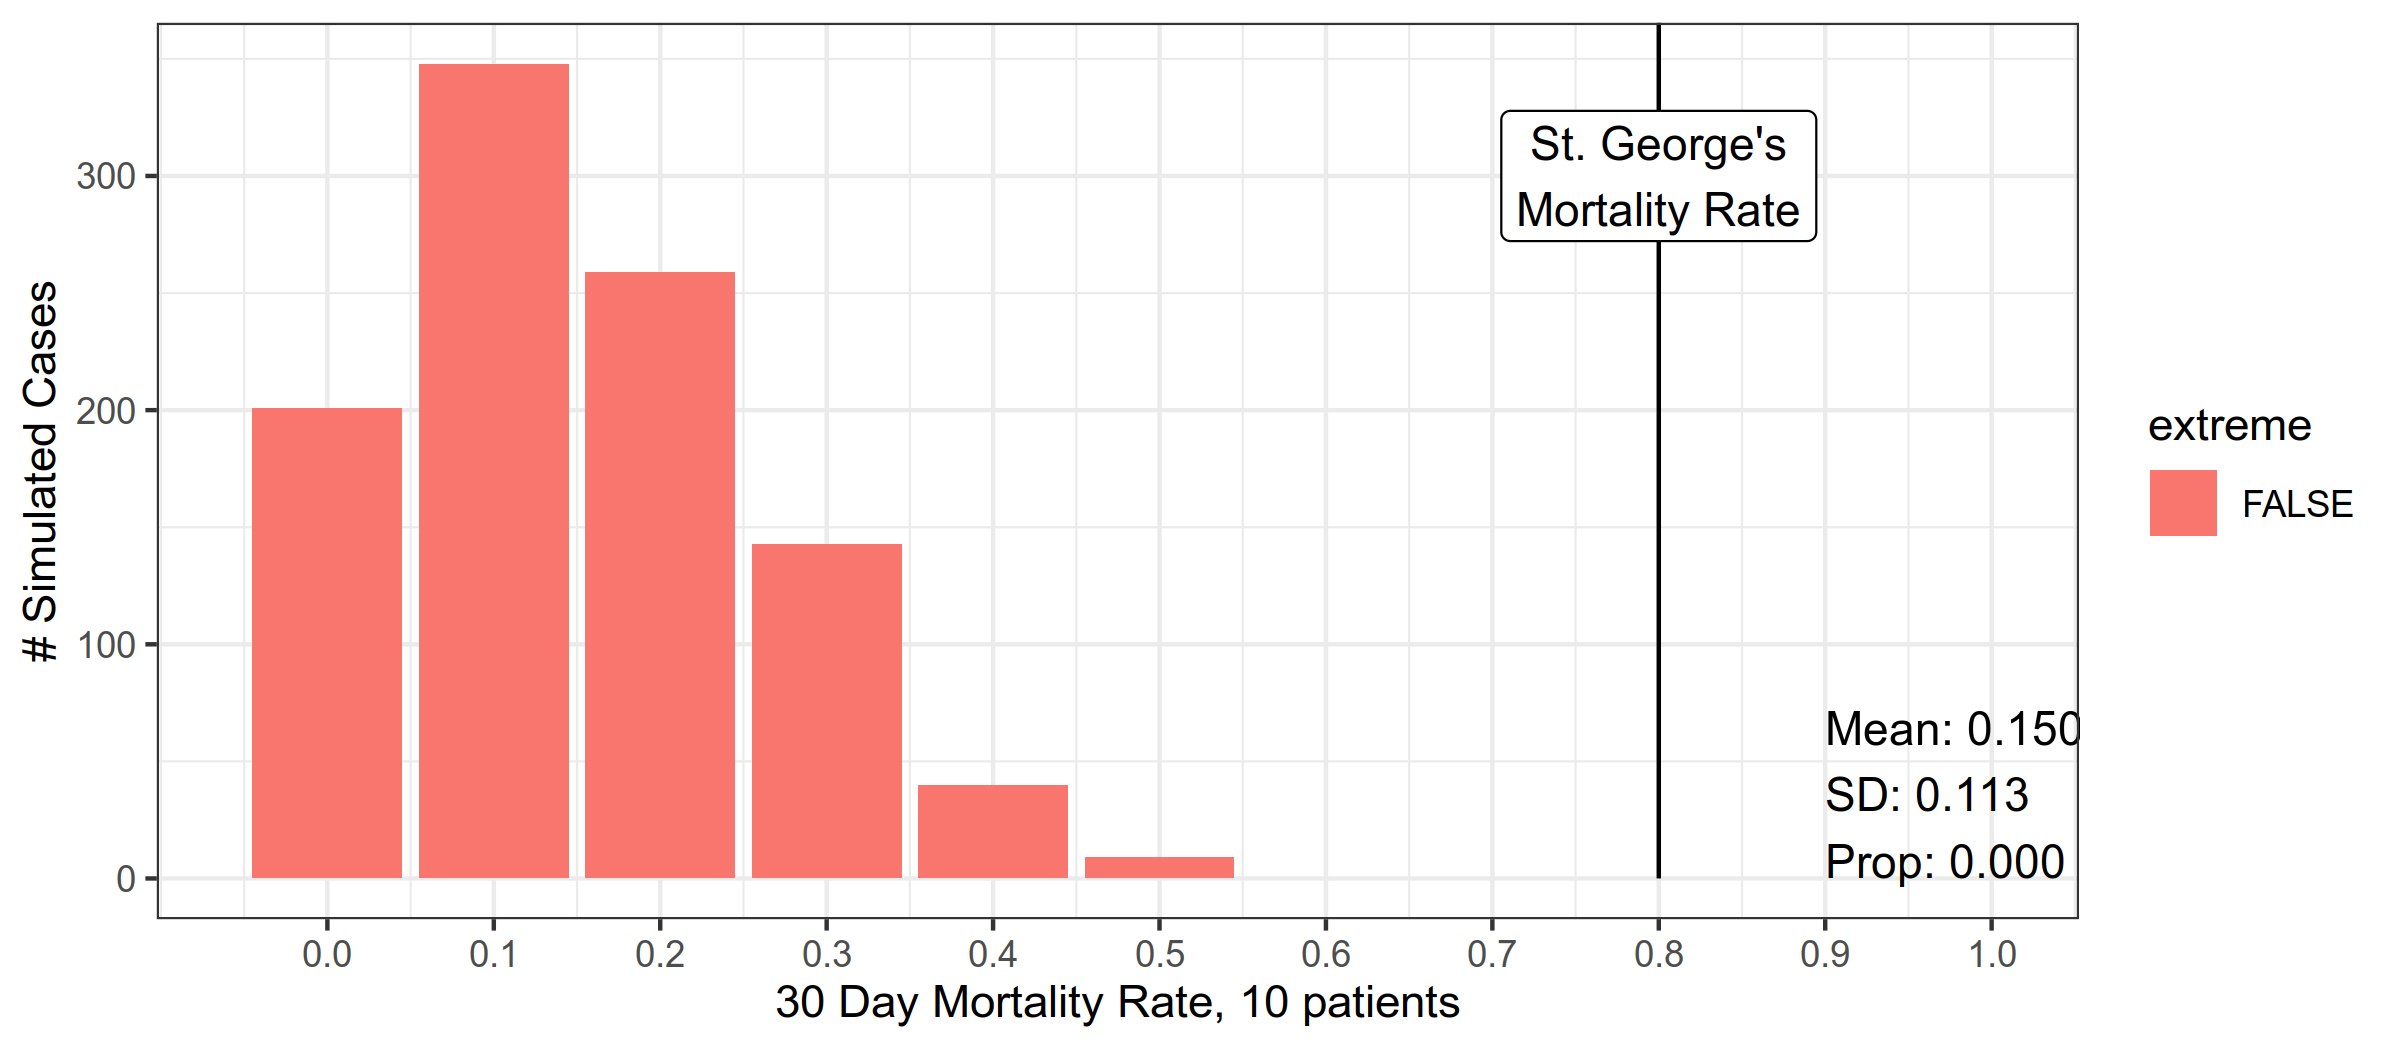 # Simulated Cases
300
200
100
0
St. George's
Mortality Rate
Mean: 0.150
SD: 0.113
Prop: 0.000
0.0 0.1 0.2 0.3 0.4 0.5 0.6 0.7 0.8 0.9 1.0
30 Day Mortality Rate, 10 patients
extreme
FALSE